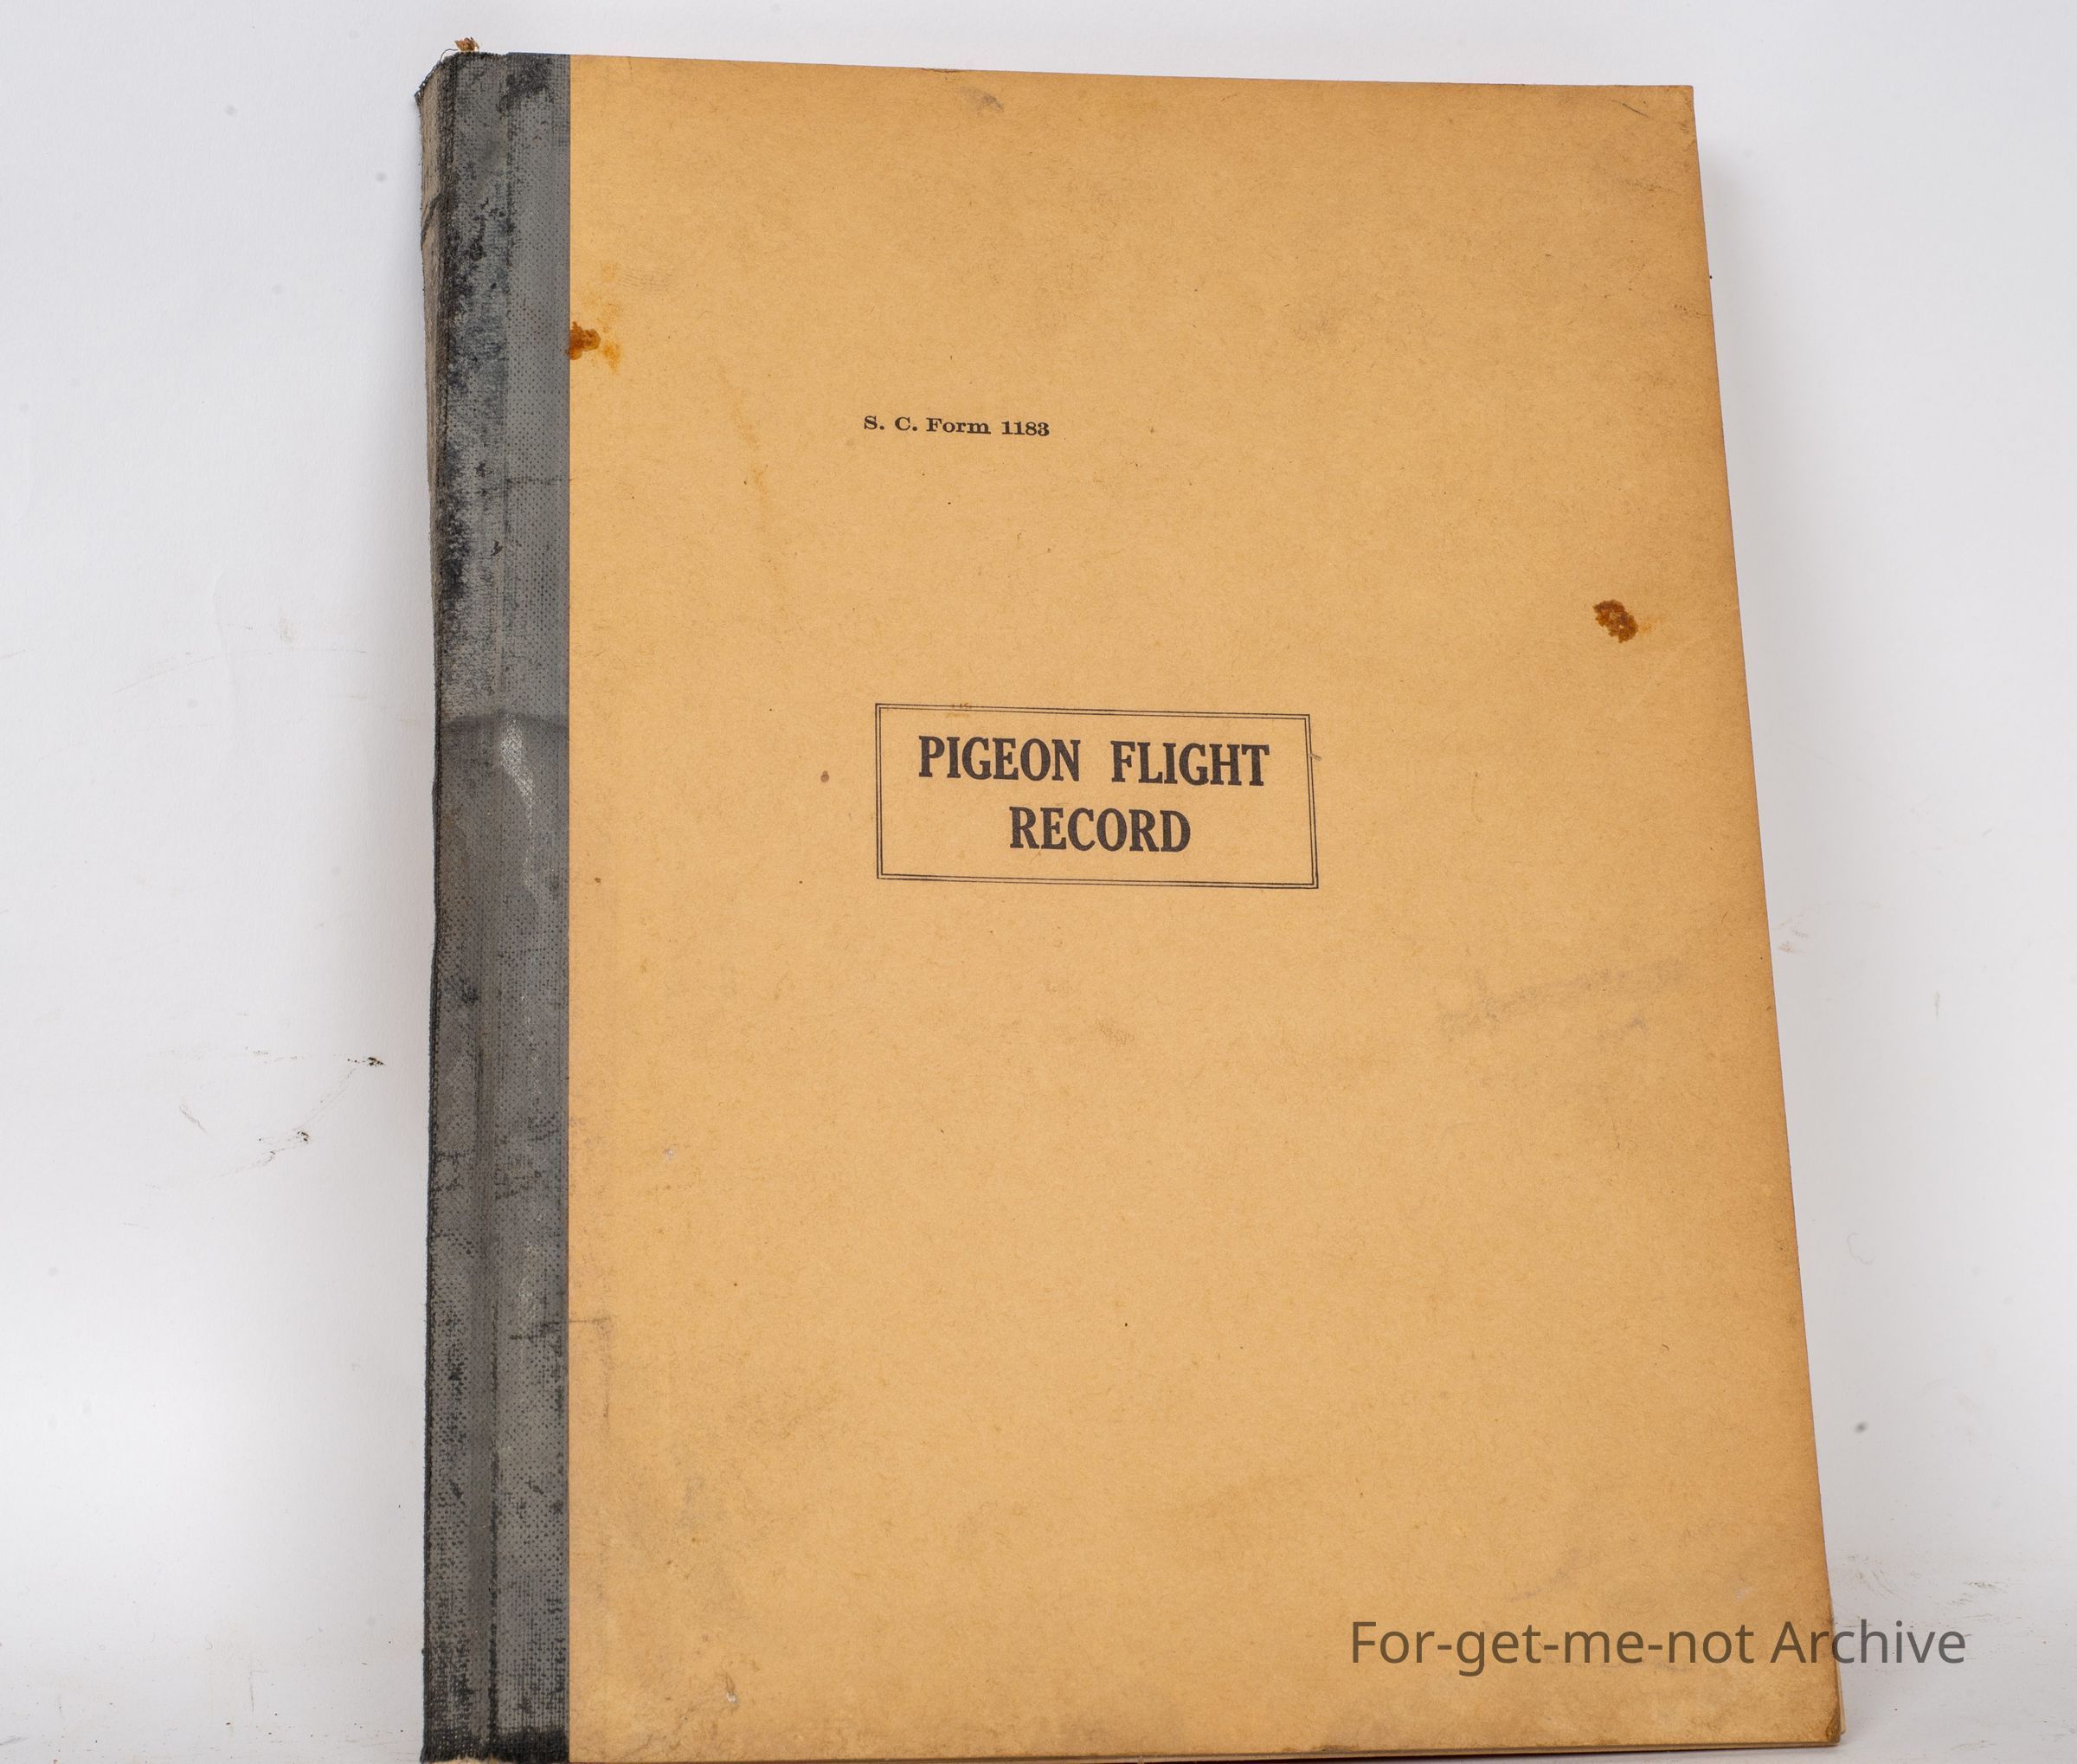 S. C. Form 1183
PIGEON FLIGHT
RECORD
For-get-me-not Archive